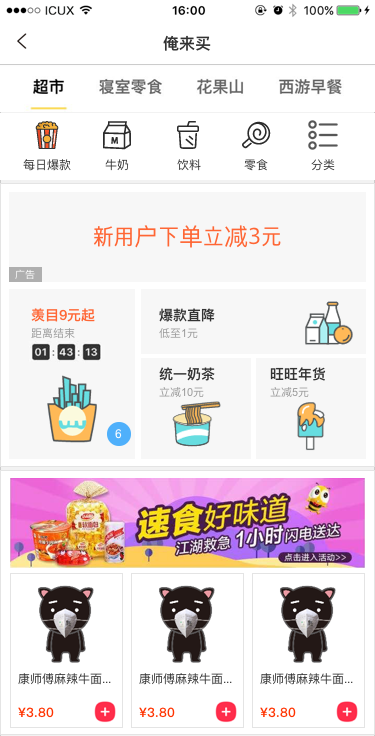 ICUX
16:00
100%
俺来买
超市
寝室零食
花果山
西游早餐
每日爆款
牛奶
饮料
零食
分类
新用户下单立减3元
广告
羡目9元起
距离结束
01:43:13
6
爆款直降
低至1元
统一奶茶
立减10元
旺旺年货
立减5元
速食好味道
江湖救急 1小时闪电送达
点击进入活动>>
康师傅麻辣牛面...
¥3.80
康师傅麻辣牛面...
¥3.80
康师傅麻辣牛面...
¥3.80